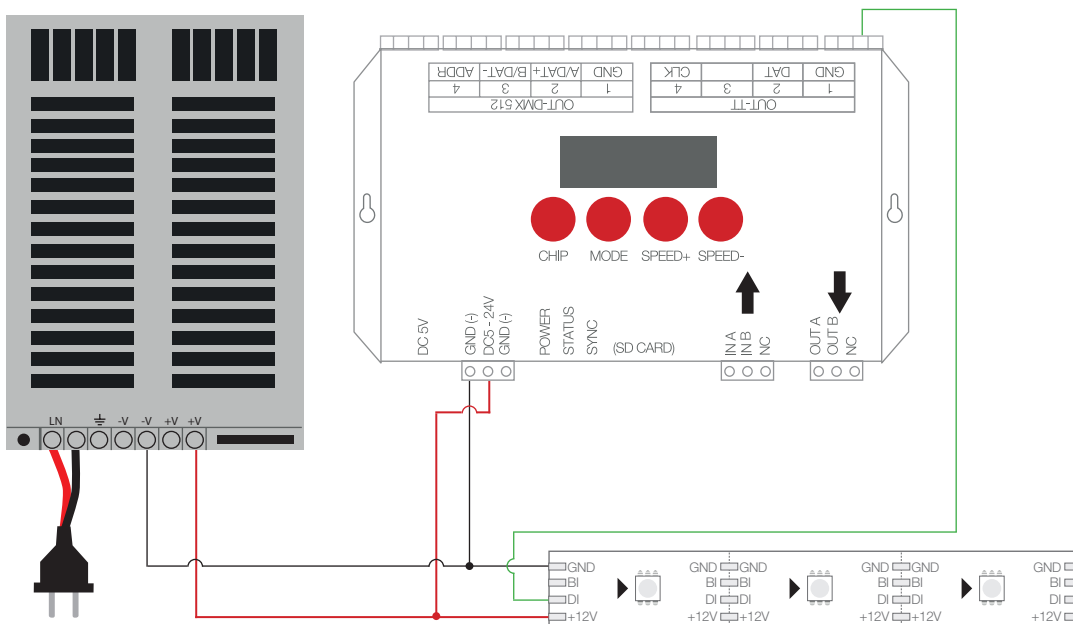 ADDR B/DAT- A/DAT+ GND
4 3 2 1
OUT-DMX 512
CLK DAT GND
4 3 2 1
OUT-TT
CHIP MODE SPEED+ SPEED-
DC 5V
GND (-)
DC5 - 24V
GND (-)
POWER
STATUS
SYNC
(SD CARD)
IN A
IN B
NC
OUT A
OUT B
NC
LN -V -V +V +V
GND GND GND GND GND GND
BI BI BI BI BI BI
DI DI DI DI DI DI
+12V +12V +12V +12V +12V +12V